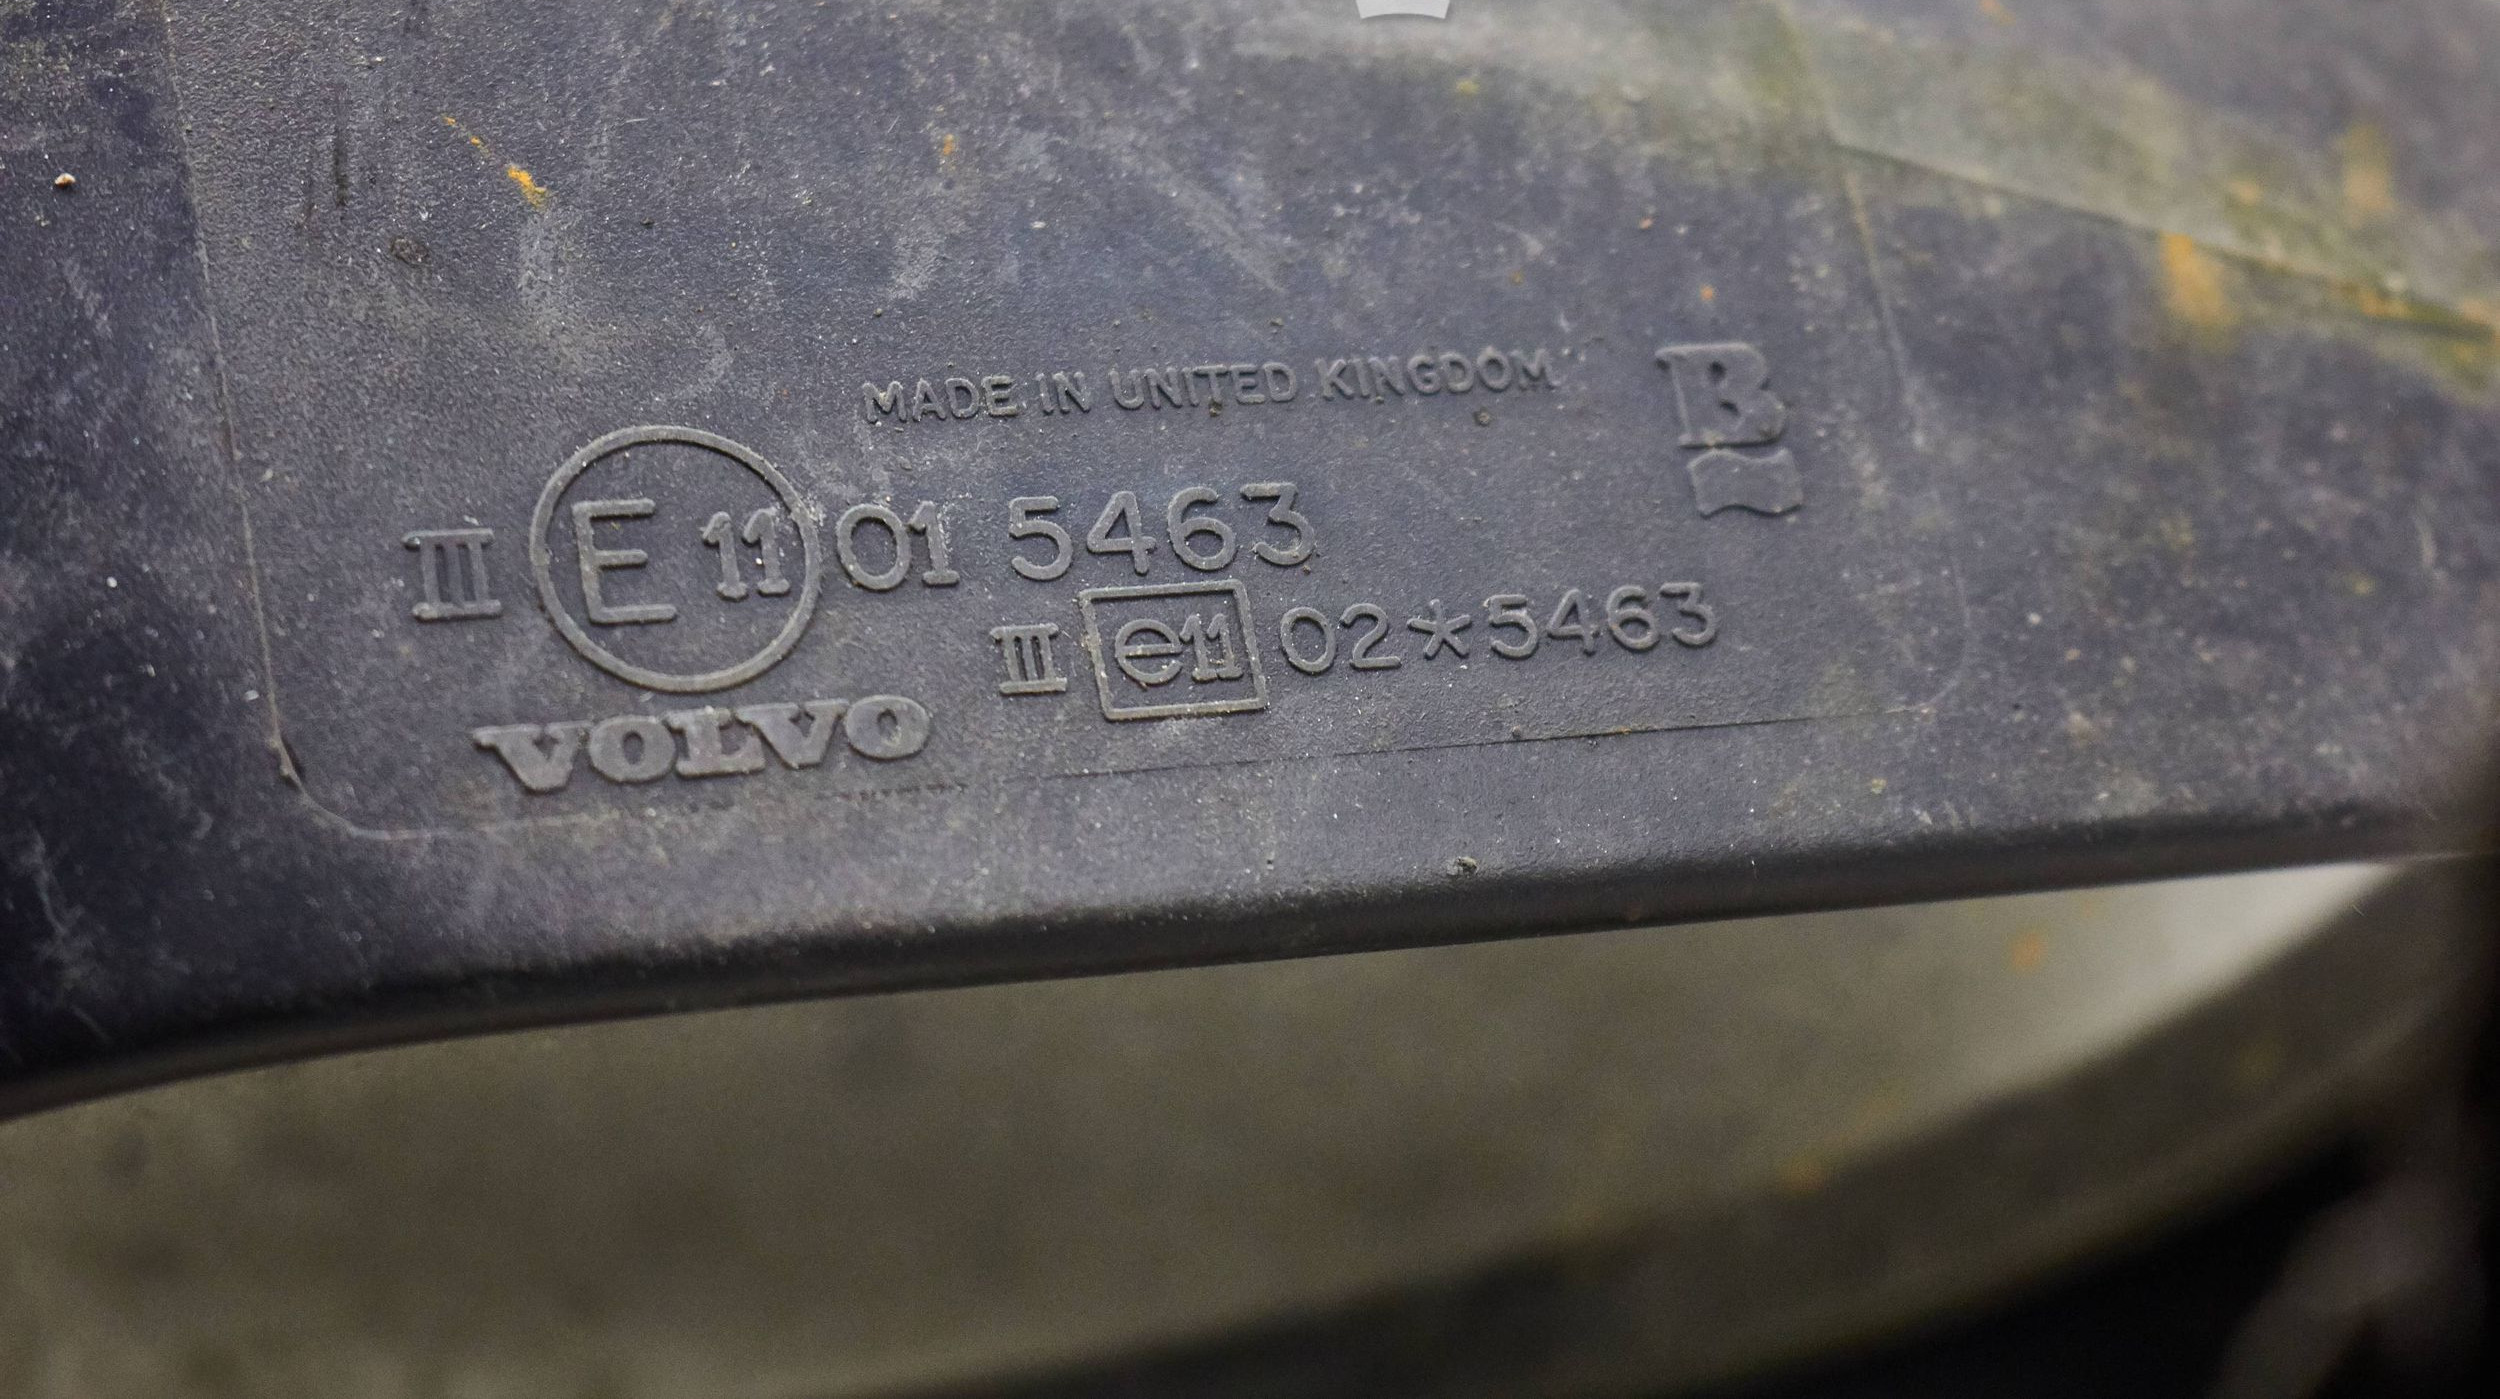 MADE IN UNITED KINGDOM
B
III E 11 01 5463
III e11 02*5463
VOLVO